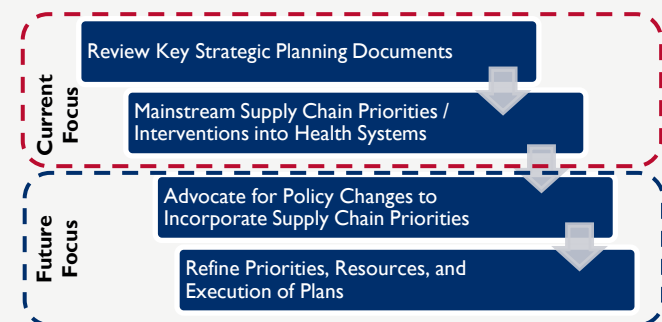 Current
Focus
Review Key Strategic Planning Documents
Mainstream Supply Chain Priorities /
Interventions into Health Systems
Future
Focus
Advocate for Policy Changes to
Incorporate Supply Chain Priorities
Refine Priorities, Resources, and
Execution of Plans